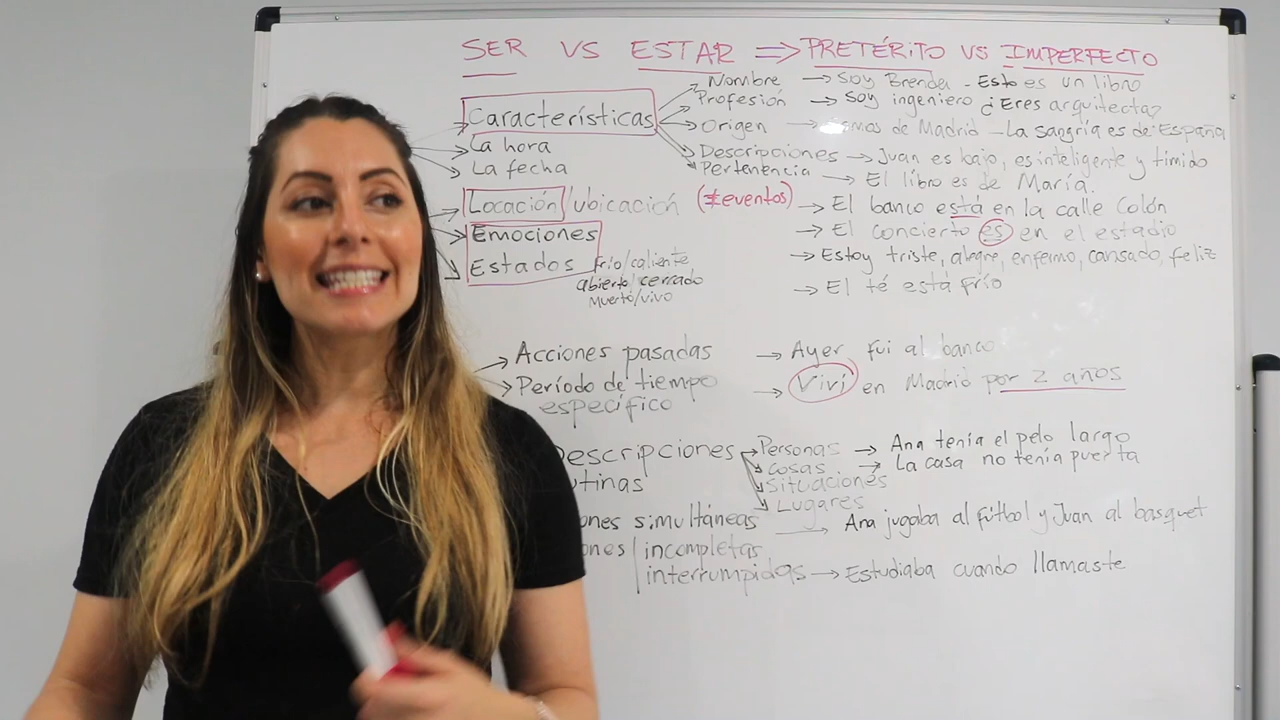 SER VS ESTAR ⇒ PRETÉRITO VS IMPERFECTO
Nombre → Soy Brenda - Esto es un libro
Características
Profesión → Soy ingeniero ¿Eres arquitecta?
Origen → de Madrid - La sangría es de España
La hora
Descripciones → Juan es bajo, es inteligente y tímido
La fecha
Pertenencia → El libro es de María.
Locación / ubicación (≠eventos) → El banco está en la calle Colón
Emociones → El concierto es en el estadio
Estados frío/caliente → Estoy triste, alegre, enfermo, cansado, feliz
abierto/cerrado → El té está frío
Muerto/vivo
→ Acciones pasadas → Ayer fui al banco
→ Período de tiempo → Viví en Madrid por 2 años
específico
escripciones Personas → Ana tenía el pelo largo
cosas → La casa no tenía puerta
utinas situaciones
Lugares
ones simultáneas → Ana jugaba al fútbol y Juan al basquet
ones incompletas
interrumpidas → Estudiaba cuando llamaste